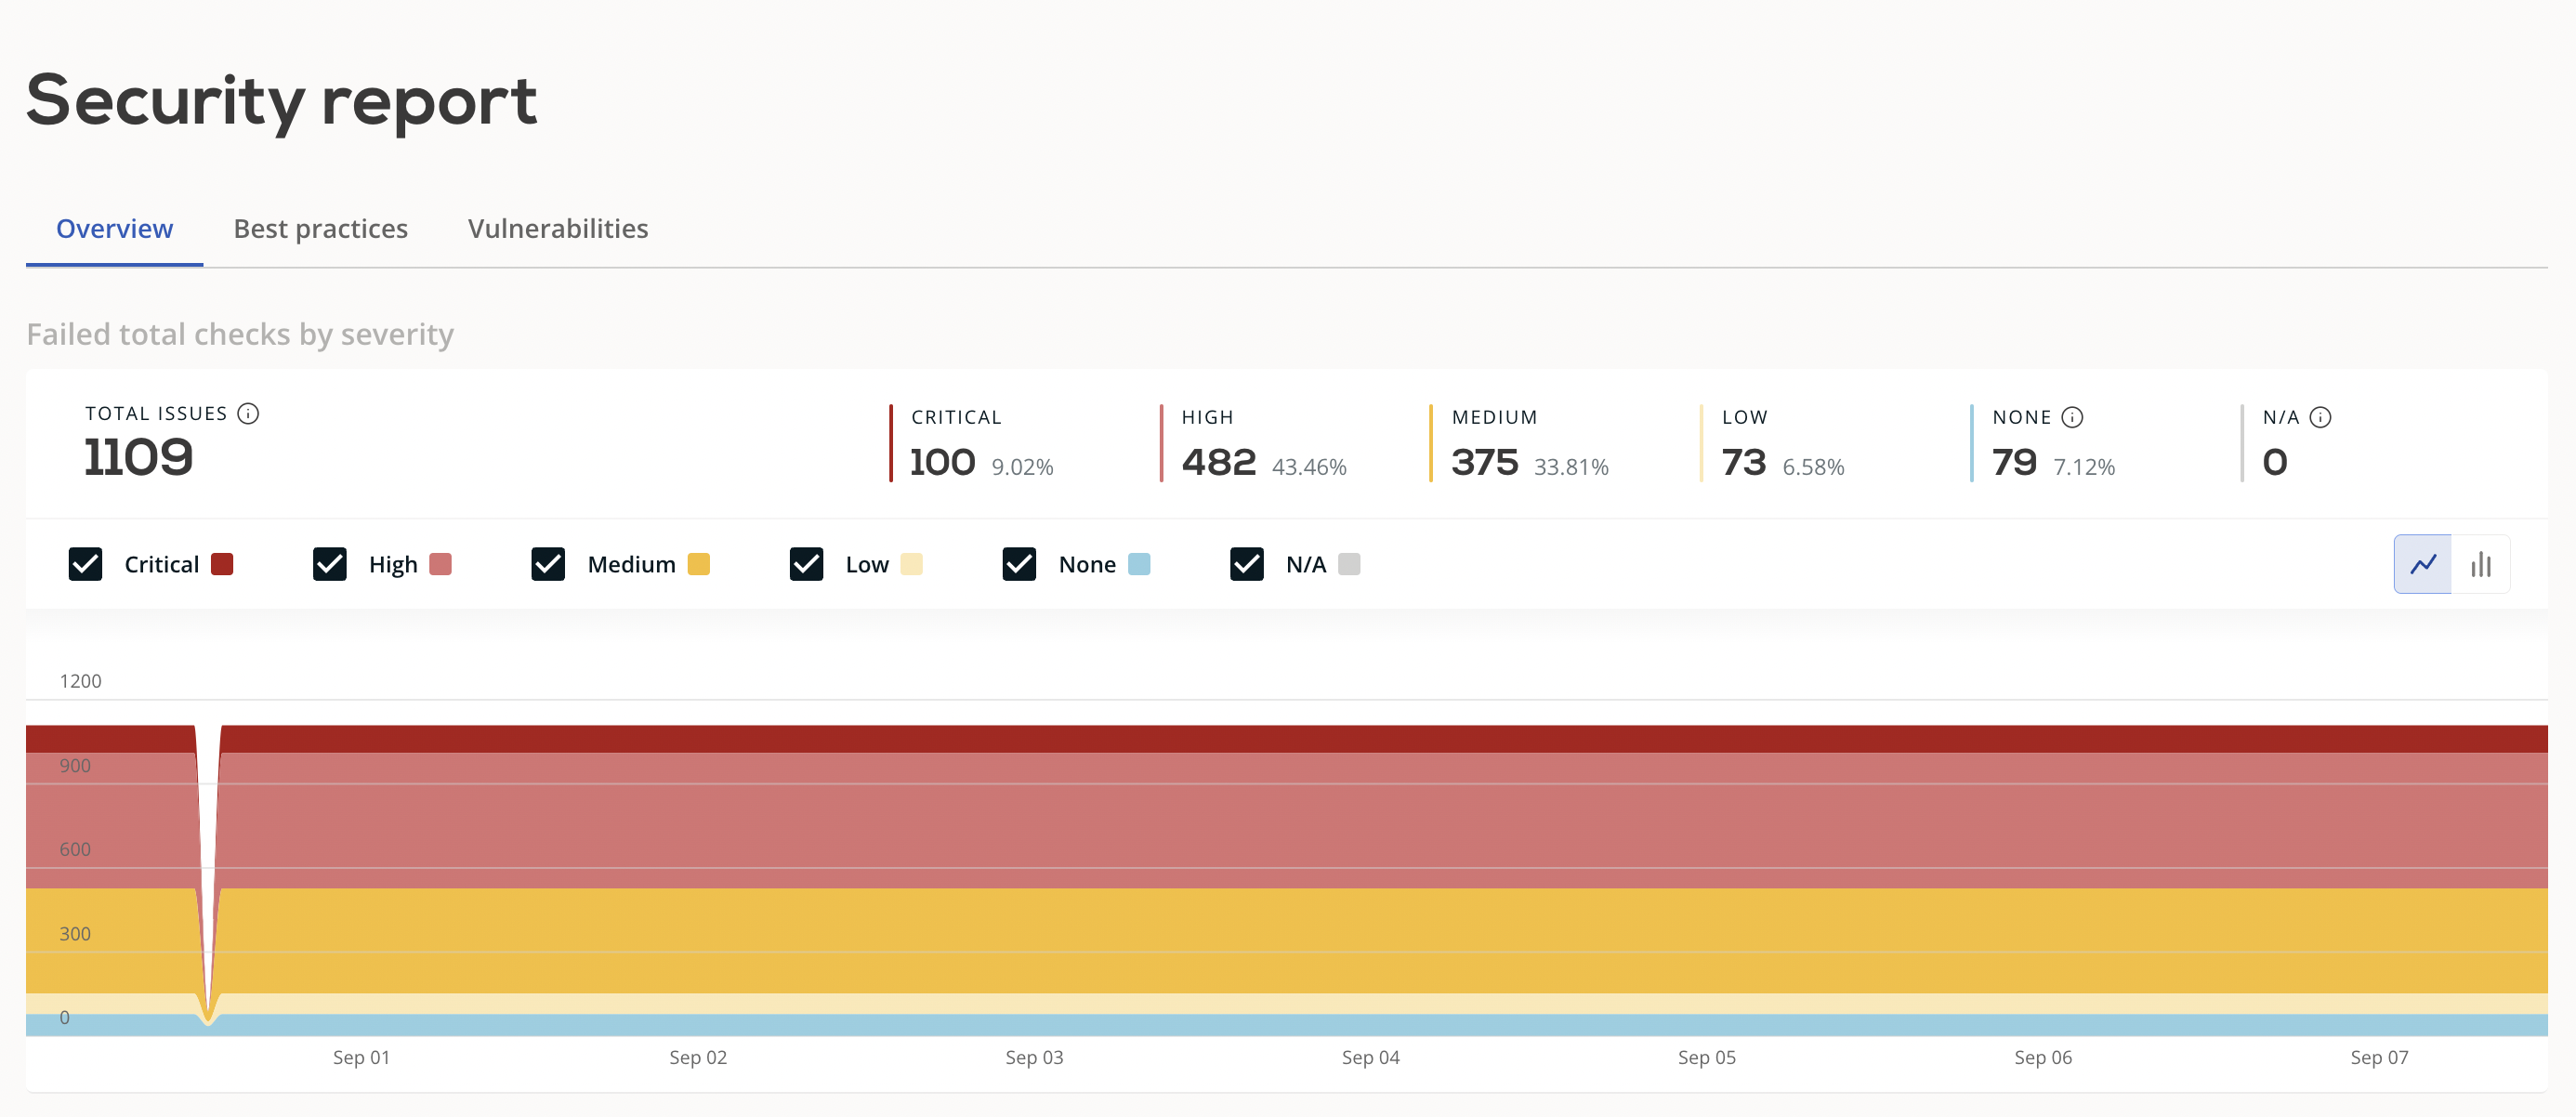 Security report
Overview Best practices Vulnerabilities
Failed total checks by severity
TOTAL ISSUES
1109
CRITICAL
100 9.02%
HIGH
482 43.46%
MEDIUM
375 33.81%
LOW
73 6.58%
NONE
79 7.12%
N/A
0
Critical High Medium Low None N/A
1200
900
600
300
0
Sep 01 Sep 02 Sep 03 Sep 04 Sep 05 Sep 06 Sep 07